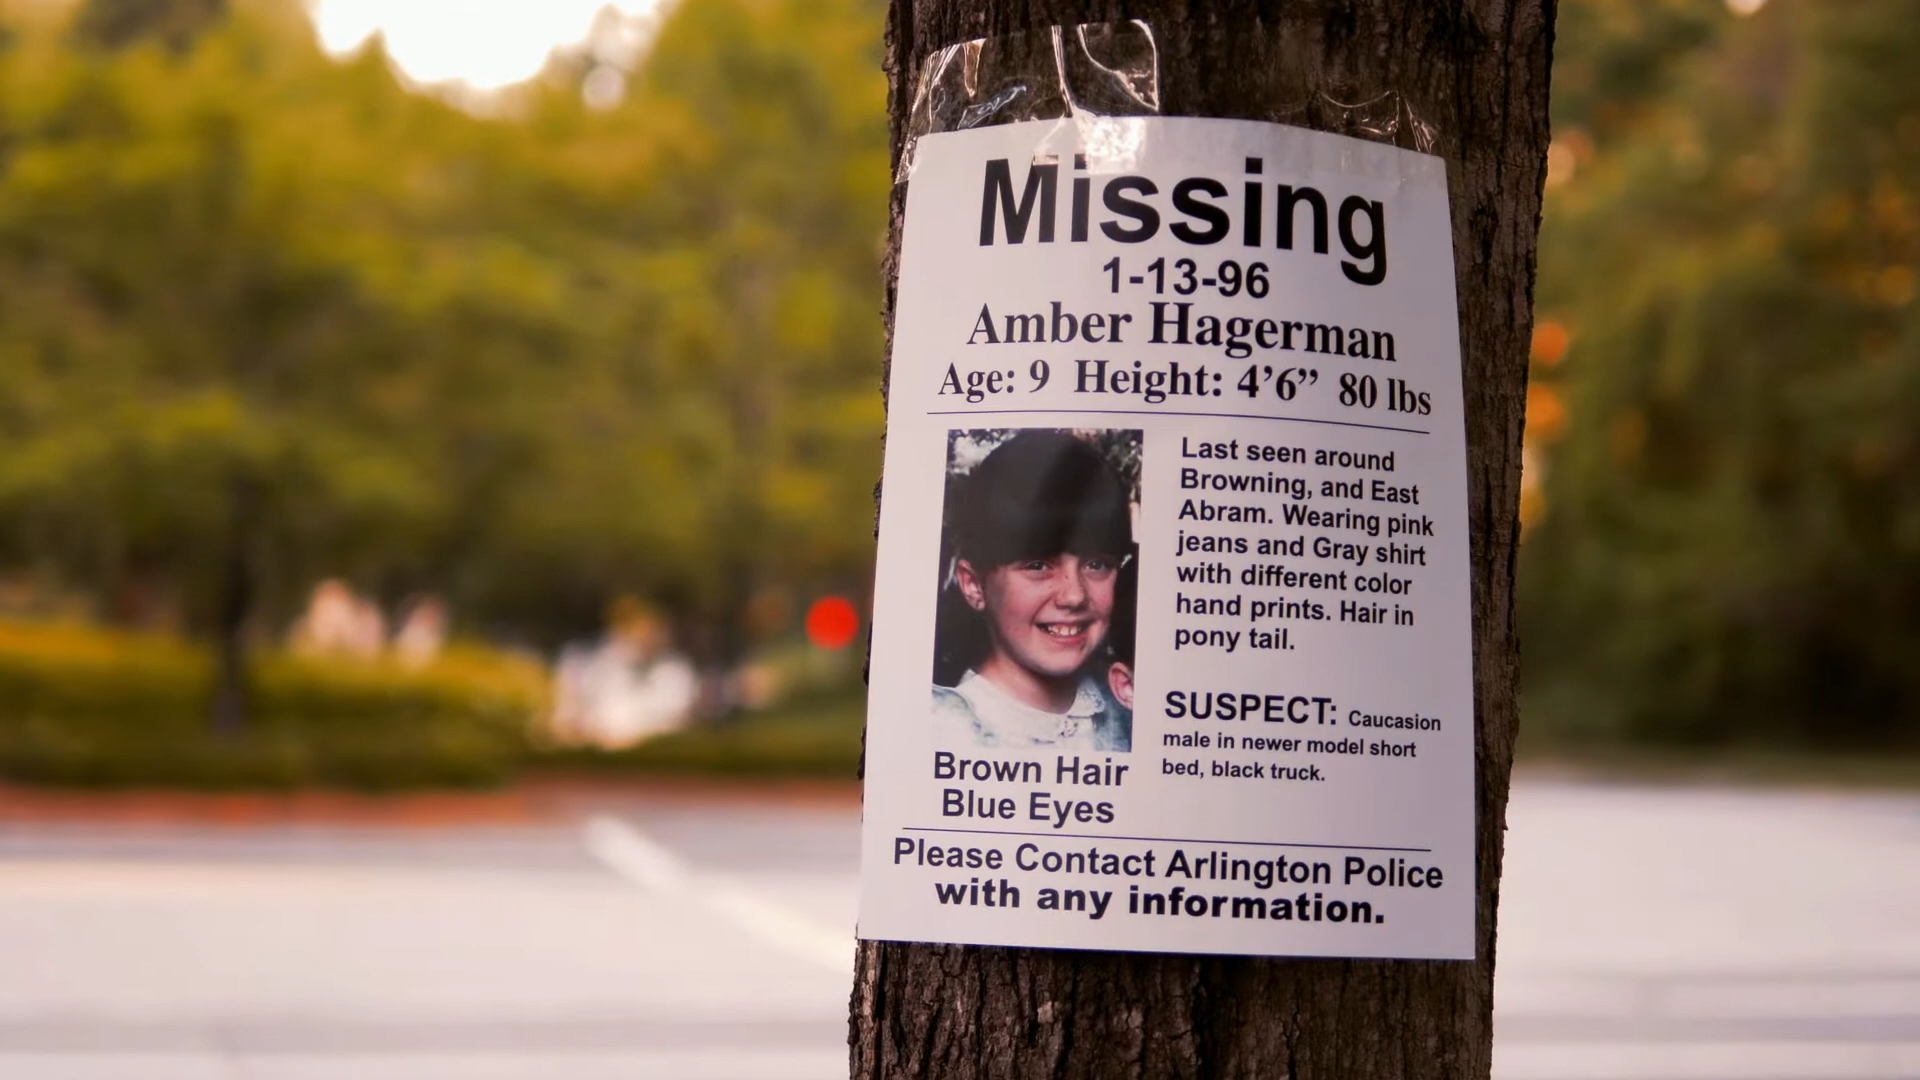 Missing
1-13-96
Amber Hagerman
Age: 9 Height: 4’6” 80 lbs
Last seen around
Browning, and East
Abram. Wearing pink
jeans and Gray shirt
with different color
hand prints. Hair in
pony tail.
SUSPECT: Caucasion
male in newer model short
bed, black truck.
Brown Hair
Blue Eyes
Please Contact Arlington Police
with any information.